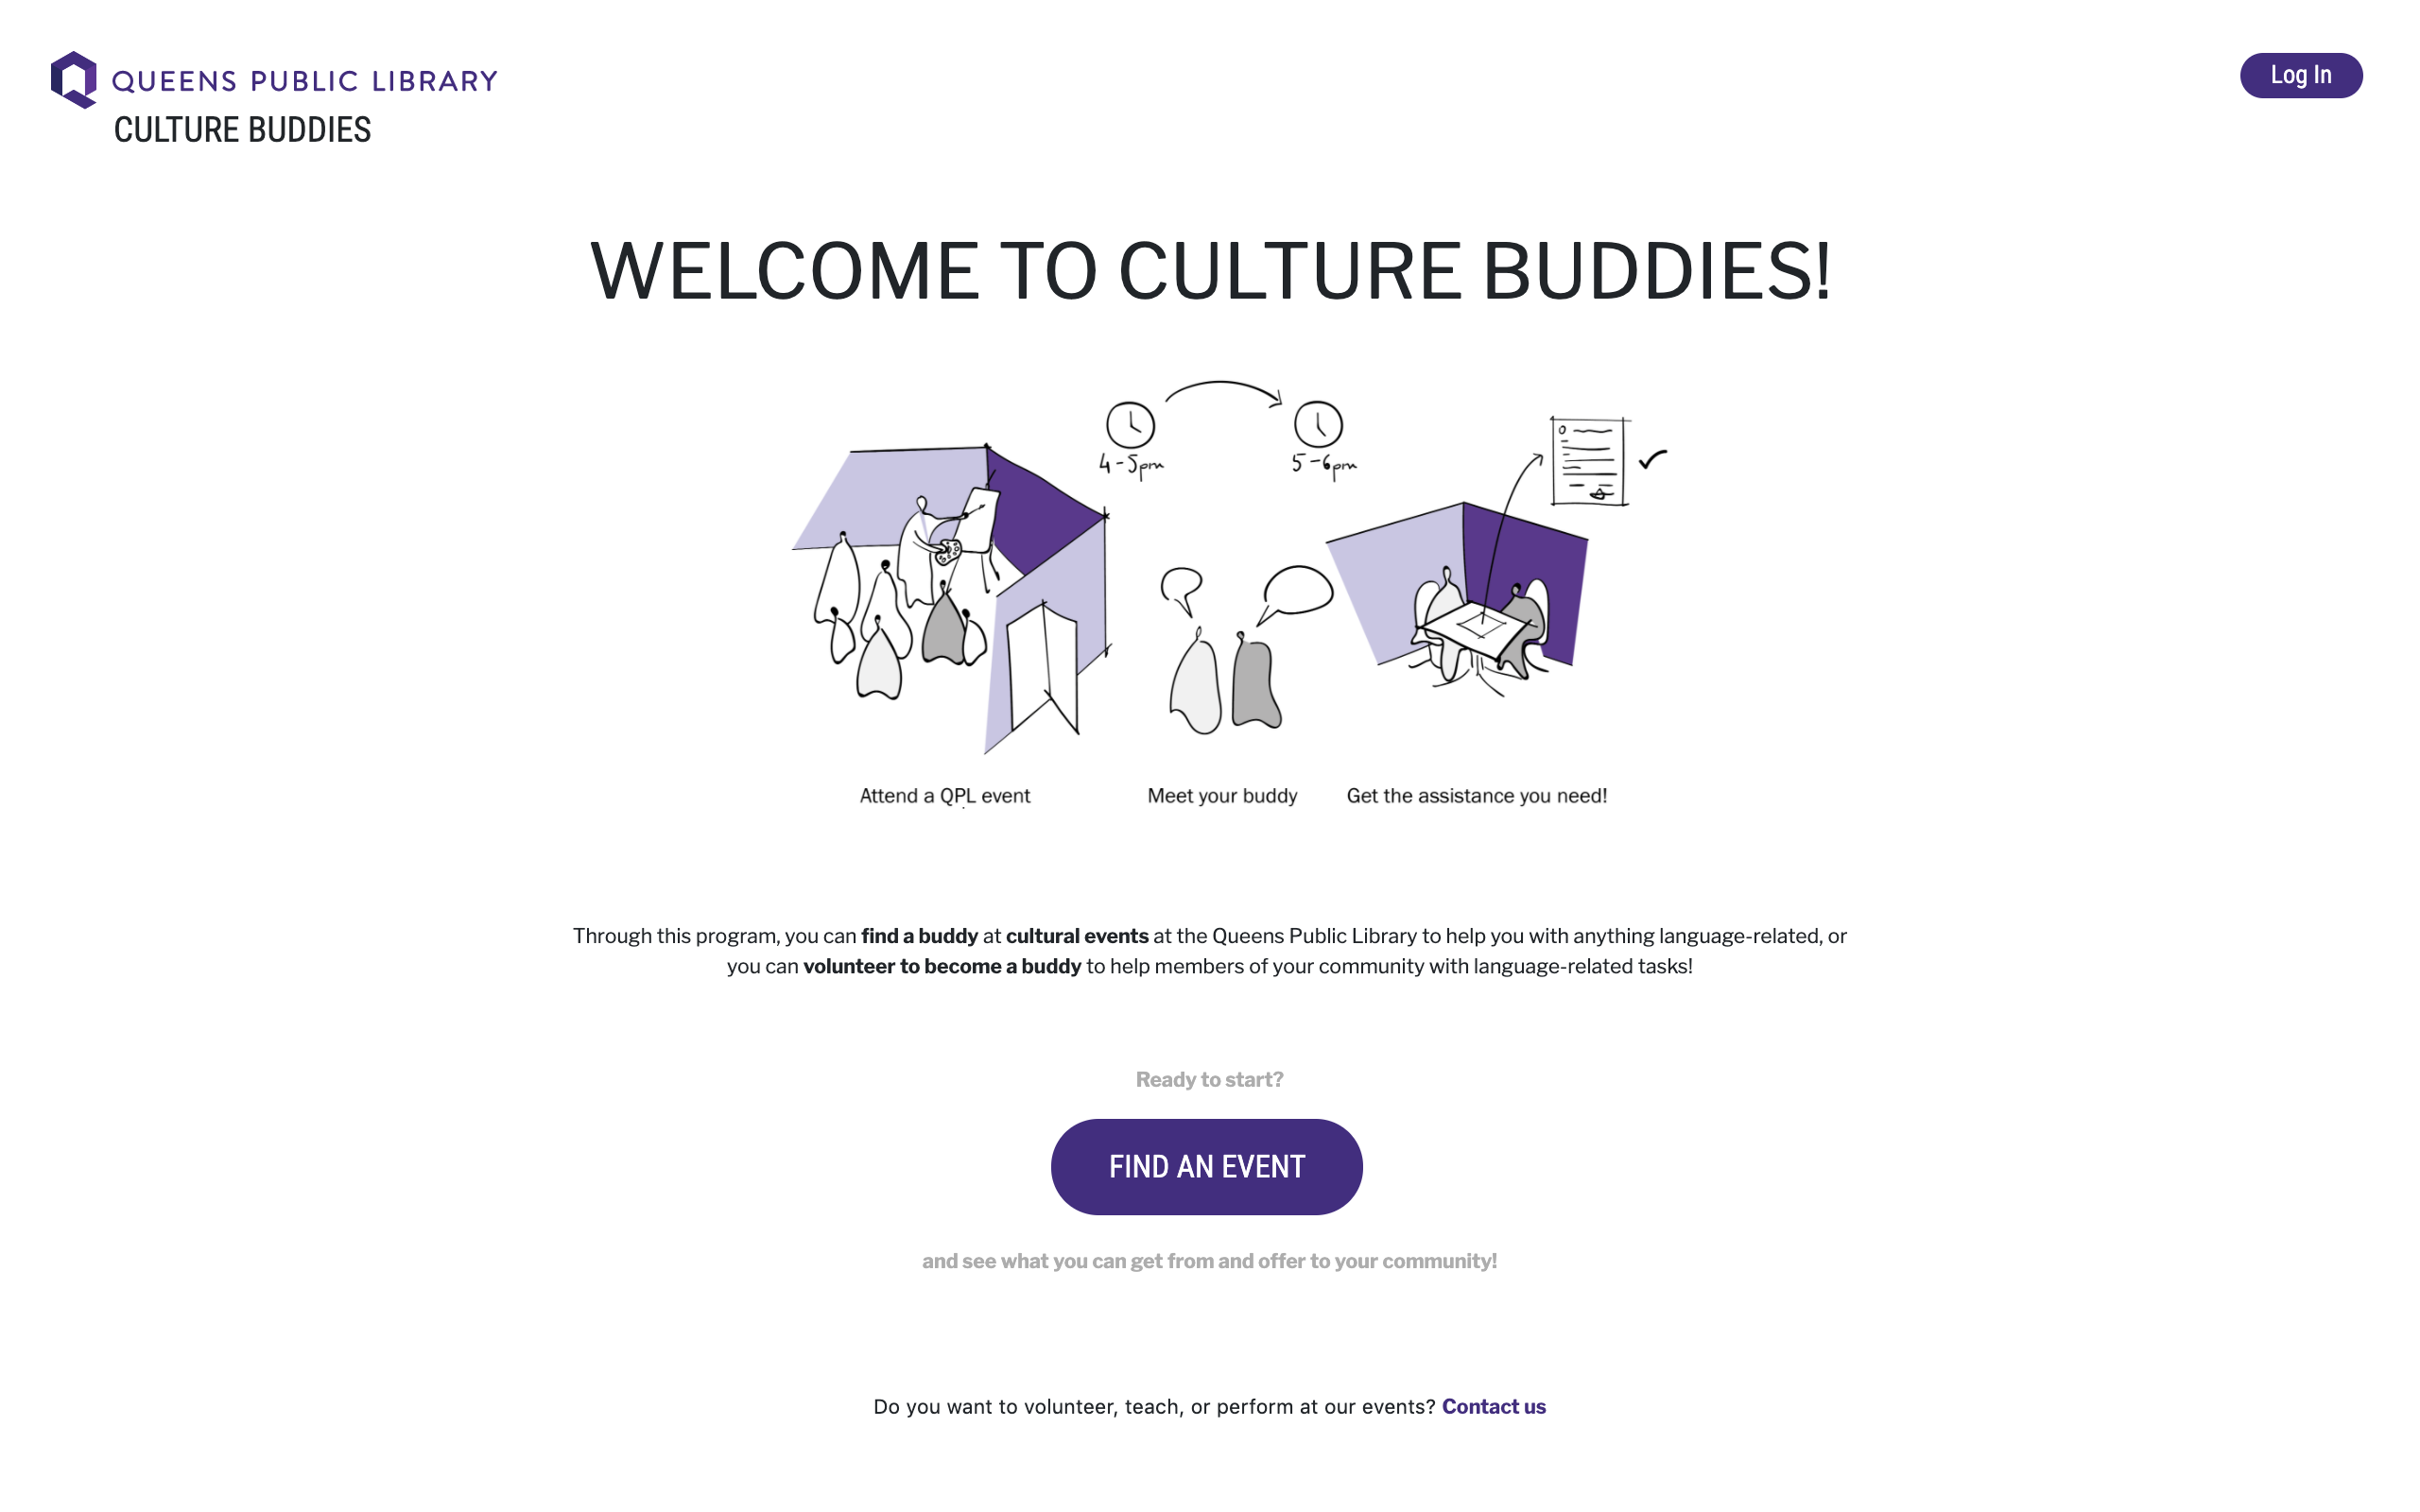 QUEENS PUBLIC LIBRARY
CULTURE BUDDIES
Log In
WELCOME TO CULTURE BUDDIES!
4-5pm
5-6pm
Attend a QPL event
Meet your buddy
Get the assistance you need!
Through this program, you can find a buddy at cultural events at the Queens Public Library to help you with anything language-related, or
you can volunteer to become a buddy to help members of your community with language-related tasks!
Ready to start?
FIND AN EVENT
and see what you can get from and offer to your community!
Do you want to volunteer, teach, or perform at our events? Contact us